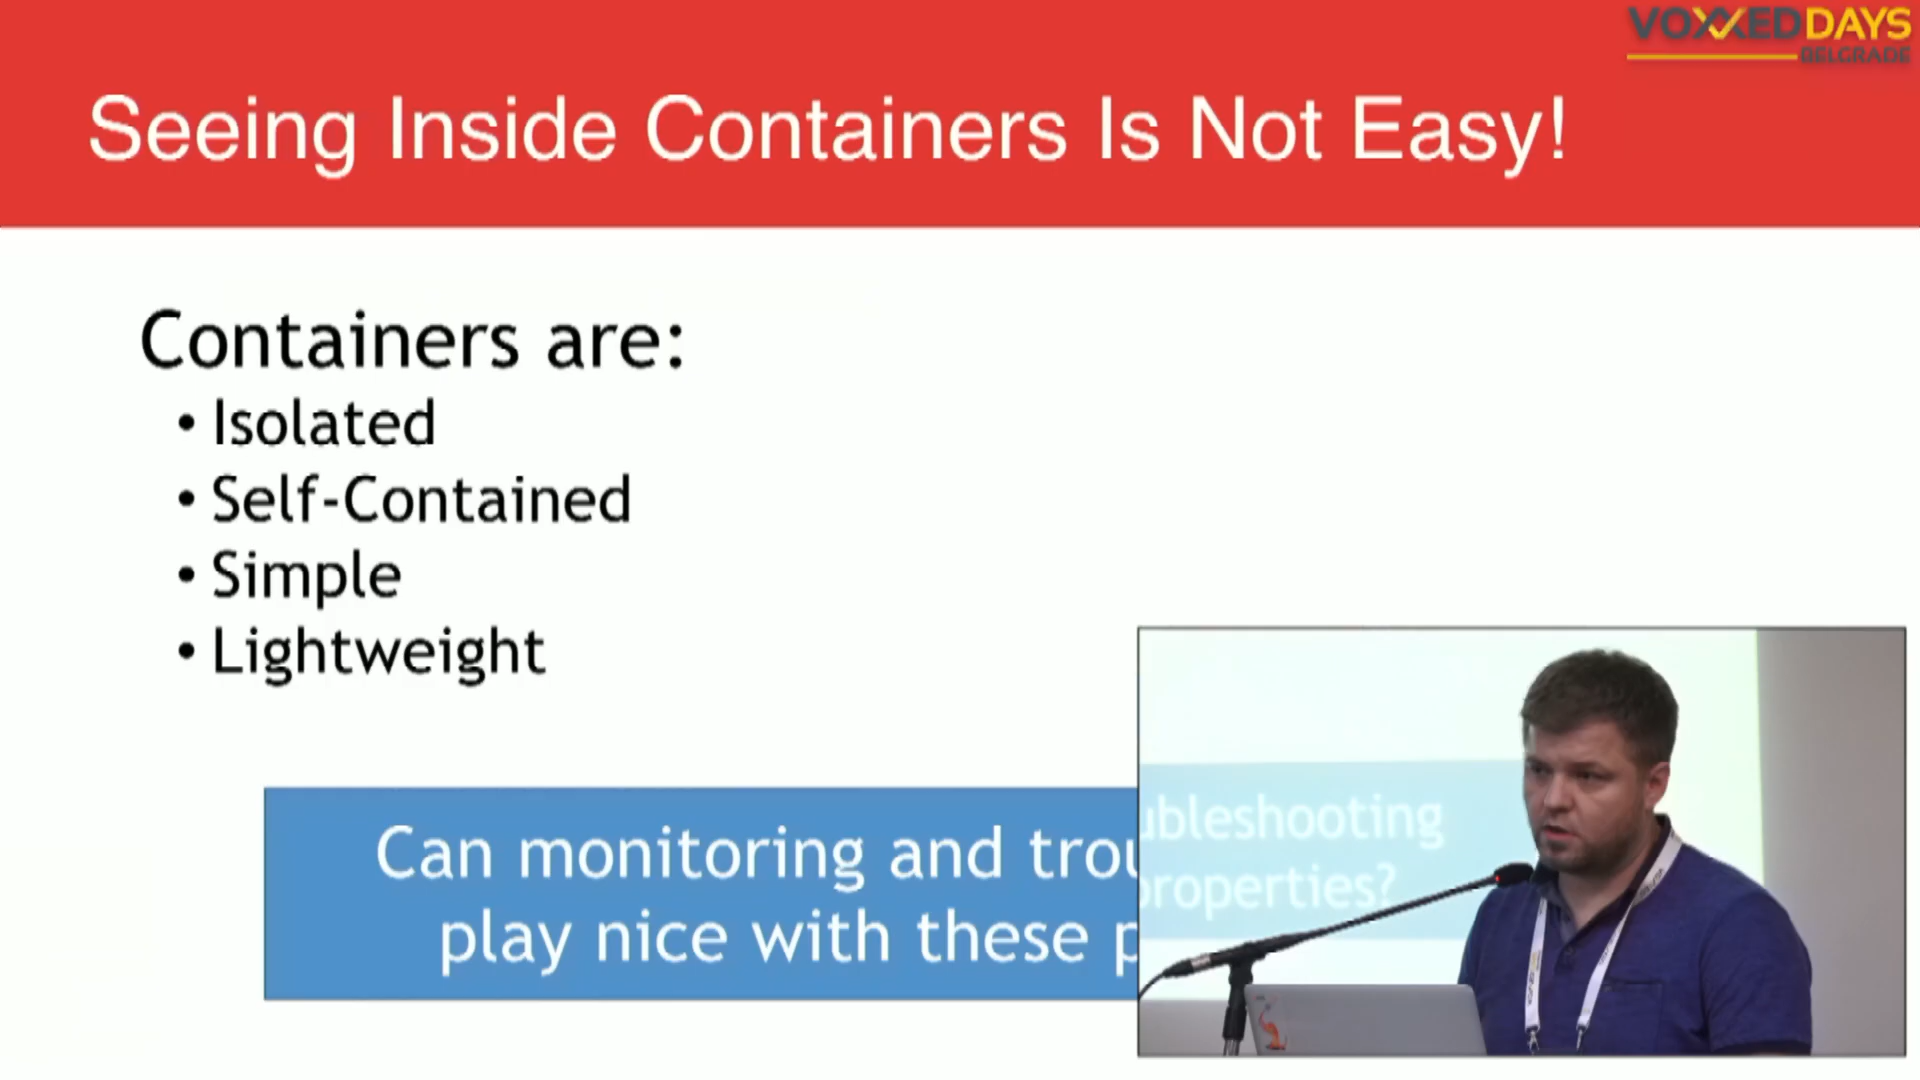 VOXXED DAYS
BELGRADE
Seeing Inside Containers Is Not Easy!
Containers are:
• Isolated
• Self-Contained
• Simple
• Lightweight
Can monitoring and trou
play nice with these p
ubleshooting
properties?